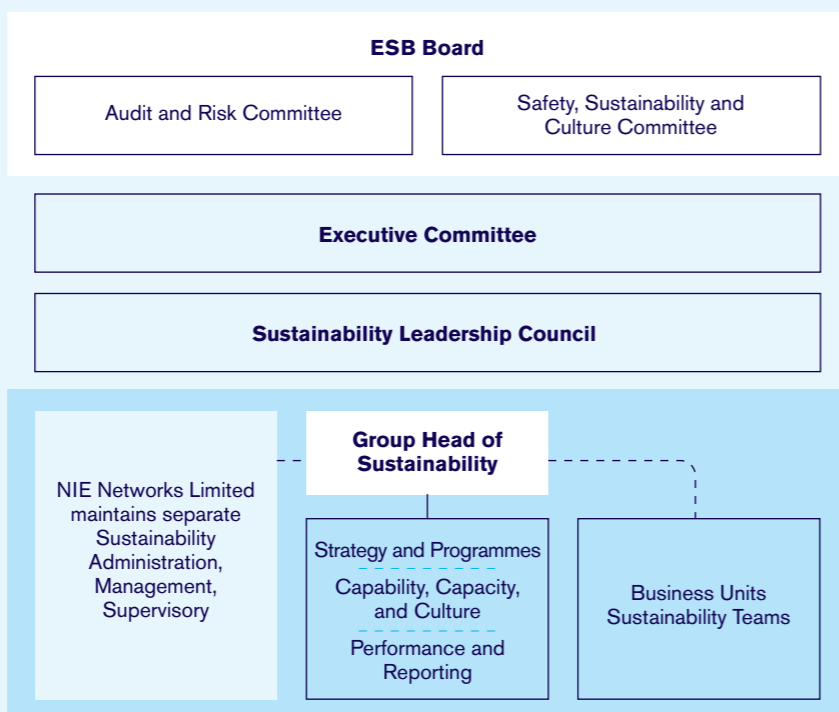 ESB Board
Audit and Risk Committee
Safety, Sustainability and
Culture Committee
Executive Committee
Sustainability Leadership Council
NIE Networks Limited
maintains separate
Sustainability
Administration,
Management,
Supervisory
Group Head of
Sustainability
Strategy and Programmes
Capability, Capacity,
and Culture
Performance and
Reporting
Business Units
Sustainability Teams